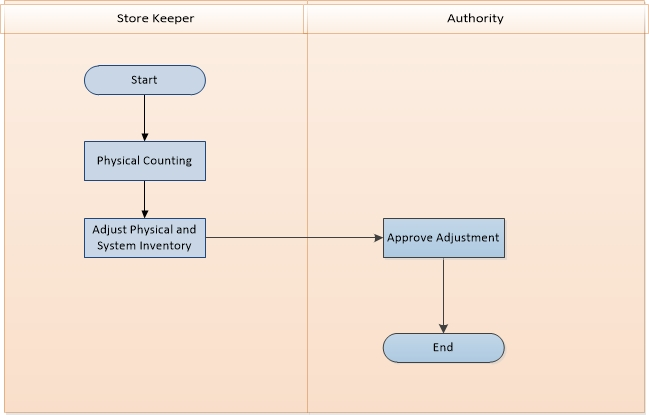 Store Keeper
Authority
Start
Physical Counting
Adjust Physical and
System Inventory
Approve Adjustment
End